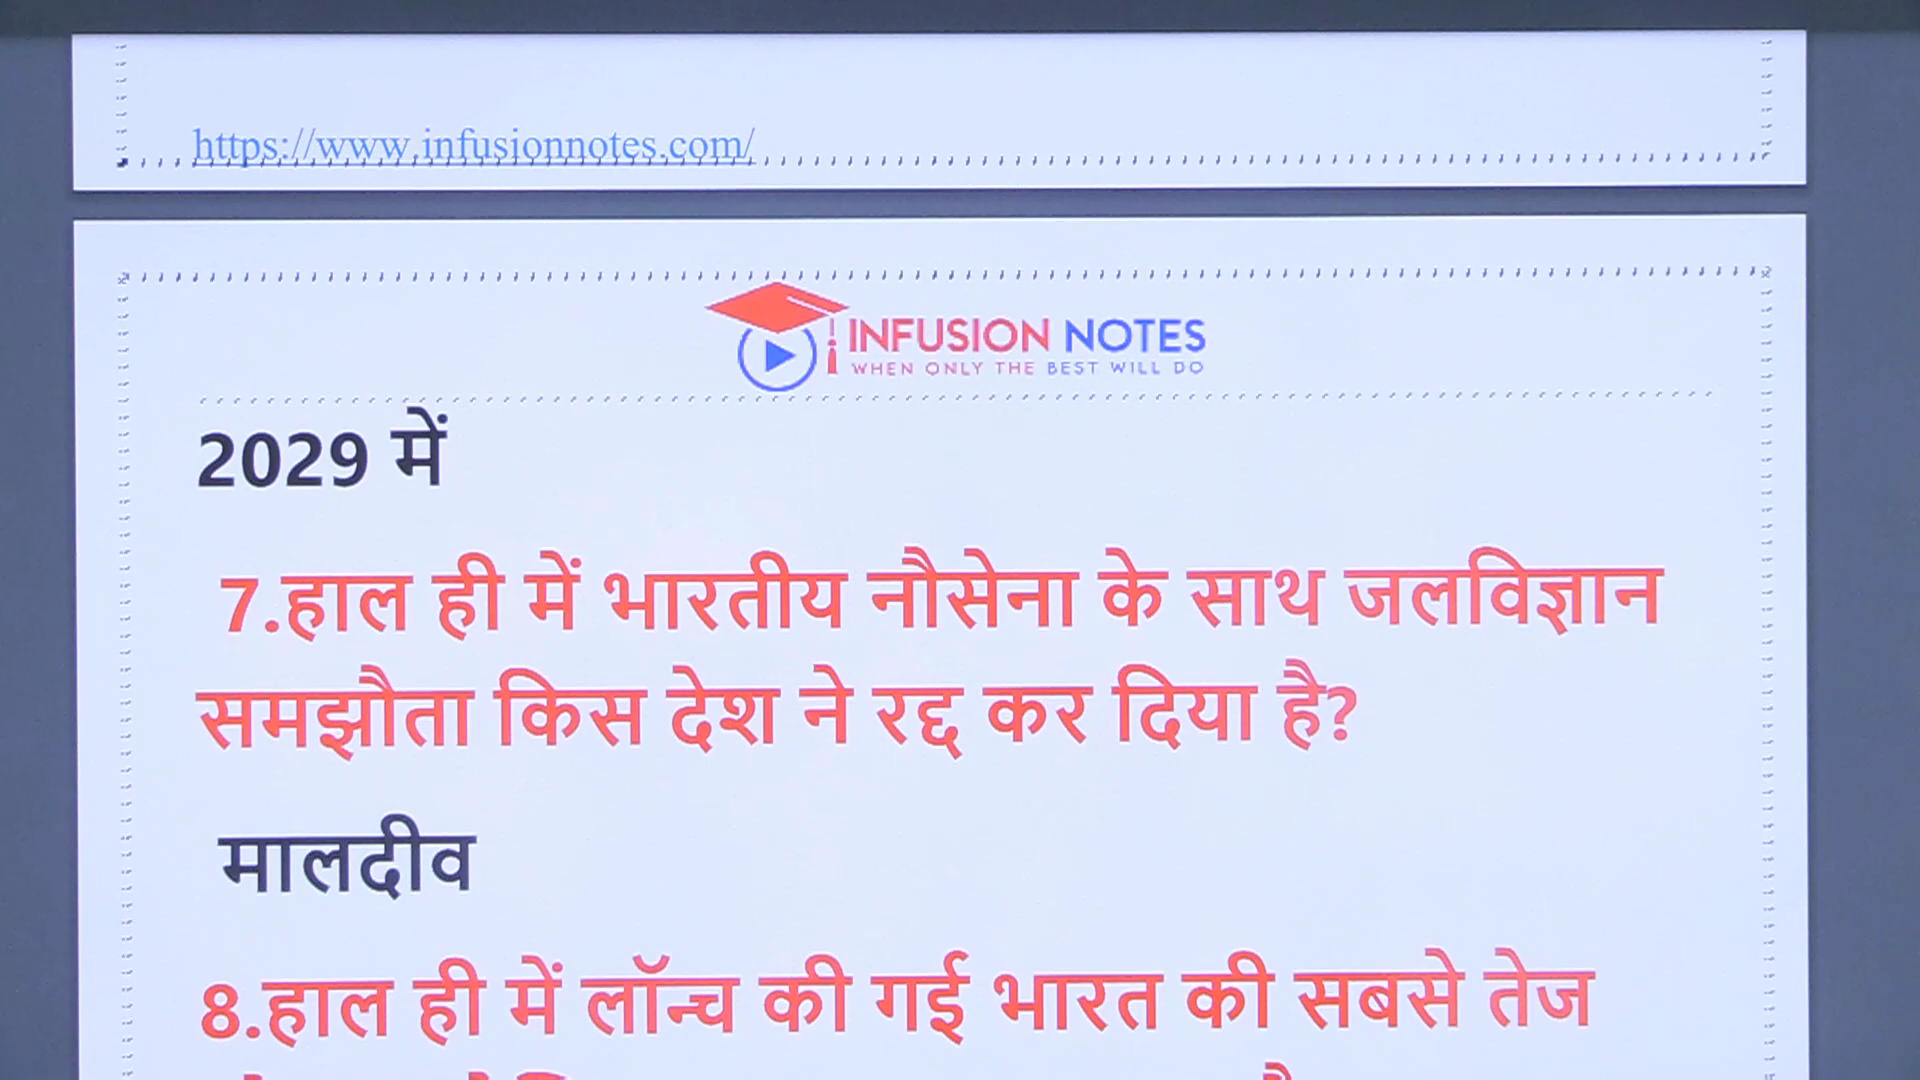 https://www.infusionnotes.com/
INFUSION NOTES
WHEN ONLY THE BEST WILL DO
2029 में
7.हाल ही में भारतीय नौसेना के साथ जलविज्ञान
समझौता किस देश ने रद्द कर दिया है?
मालदीव
8.हाल ही में लॉन्च की गई भारत की सबसे तेज